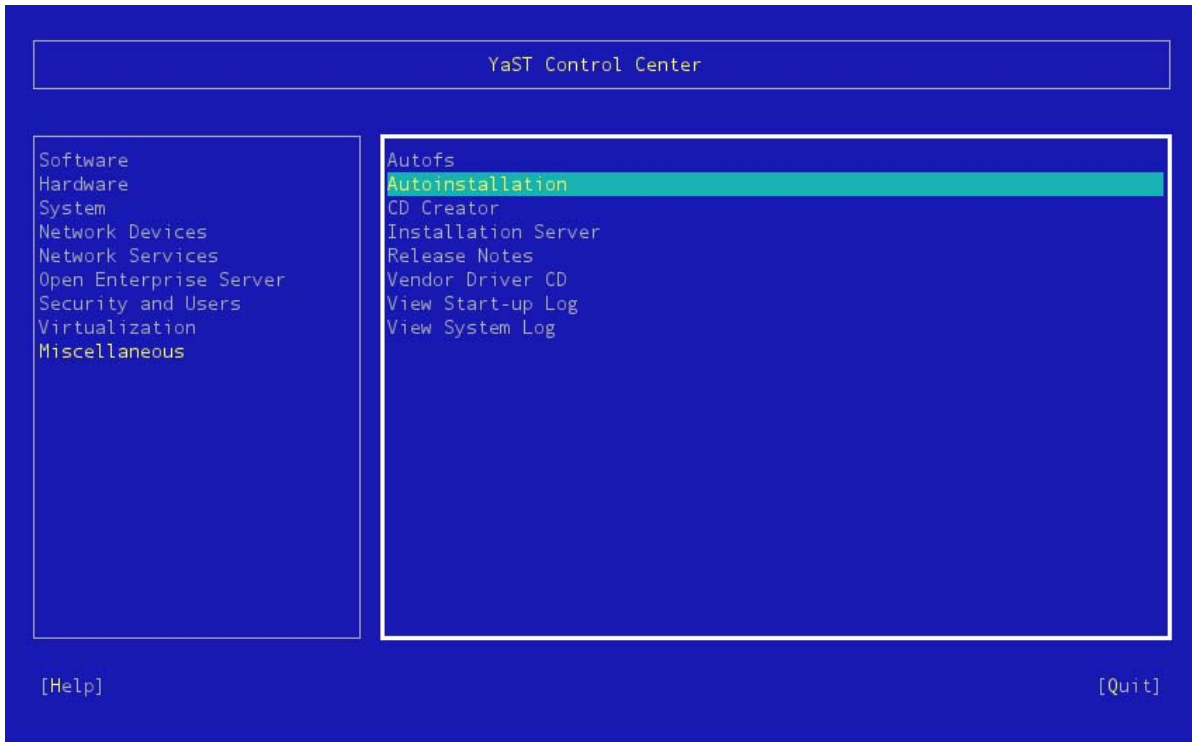 YaST Control Center
Software
Hardware
System
Network Devices
Network Services
Open Enterprise Server
Security and Users
Virtualization
Miscellaneous
Autofs
Autoinstallation
CD Creator
Installation Server
Release Notes
Vendor Driver CD
View Start-up Log
View System Log
[Help]
[Quit]